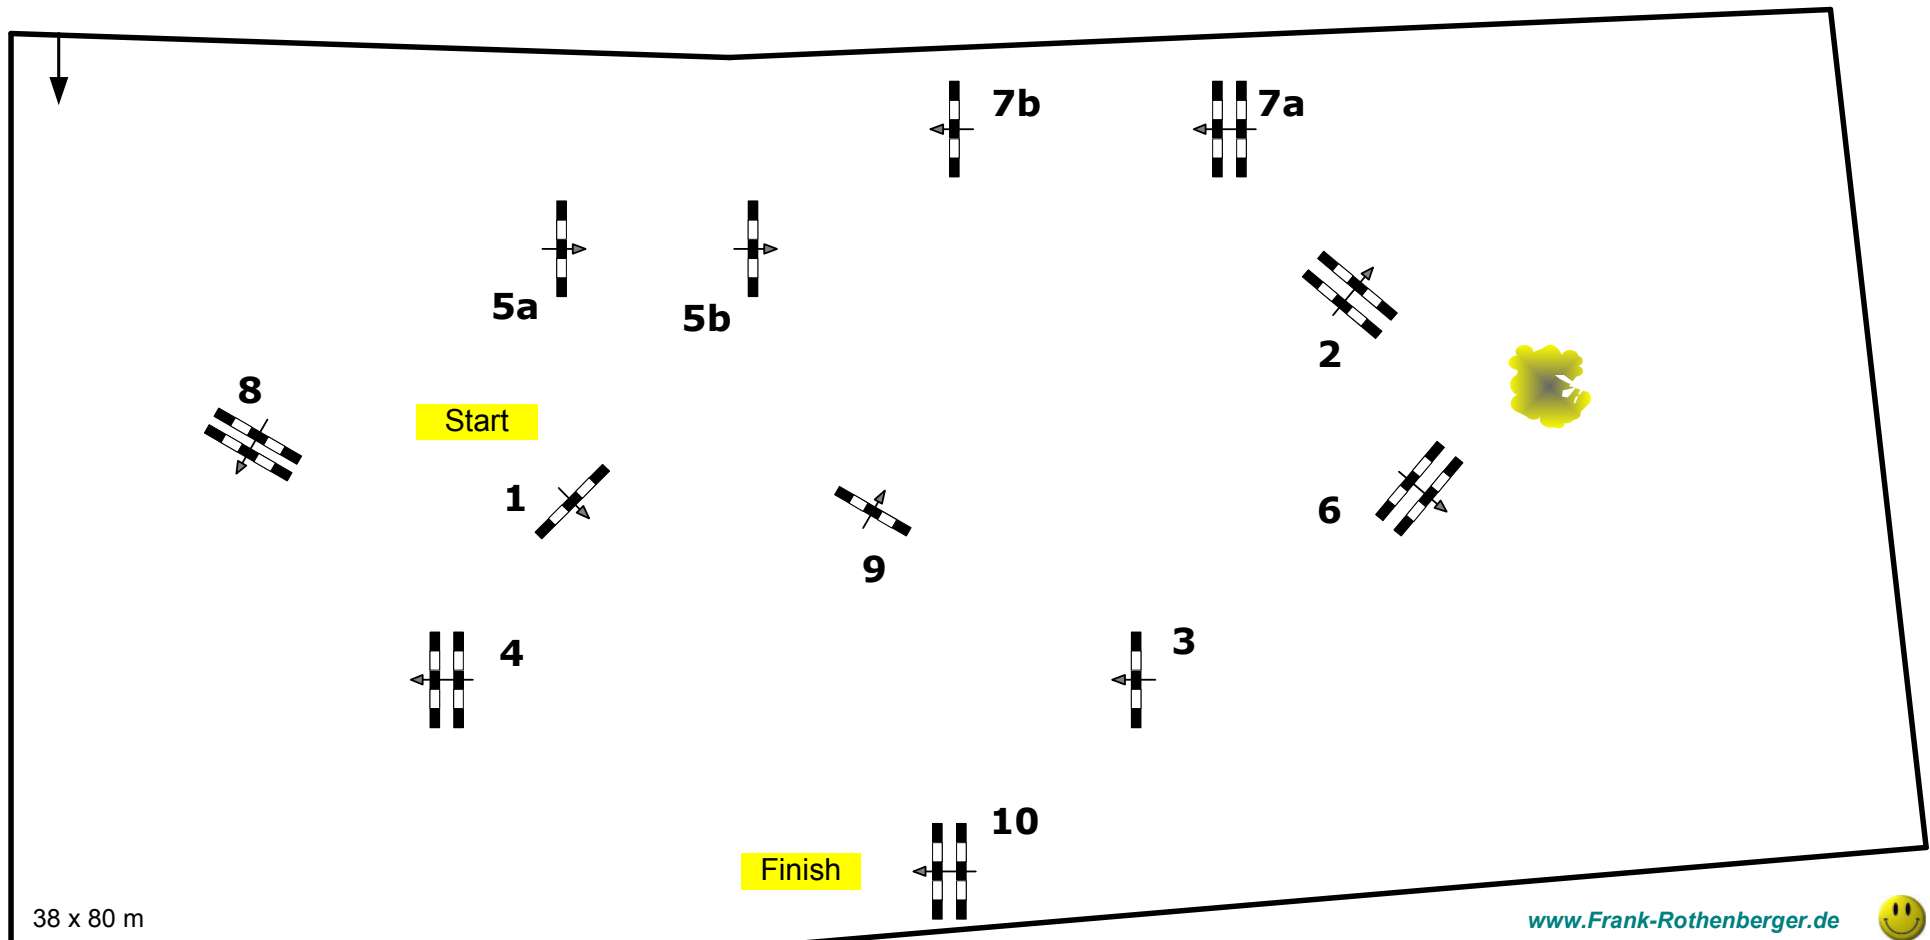 7b
7a
5a
5b
2
8
Start
1
6
9
4
3
10
Finish
38 x 80 m
www.Frank-Rothenberger.de